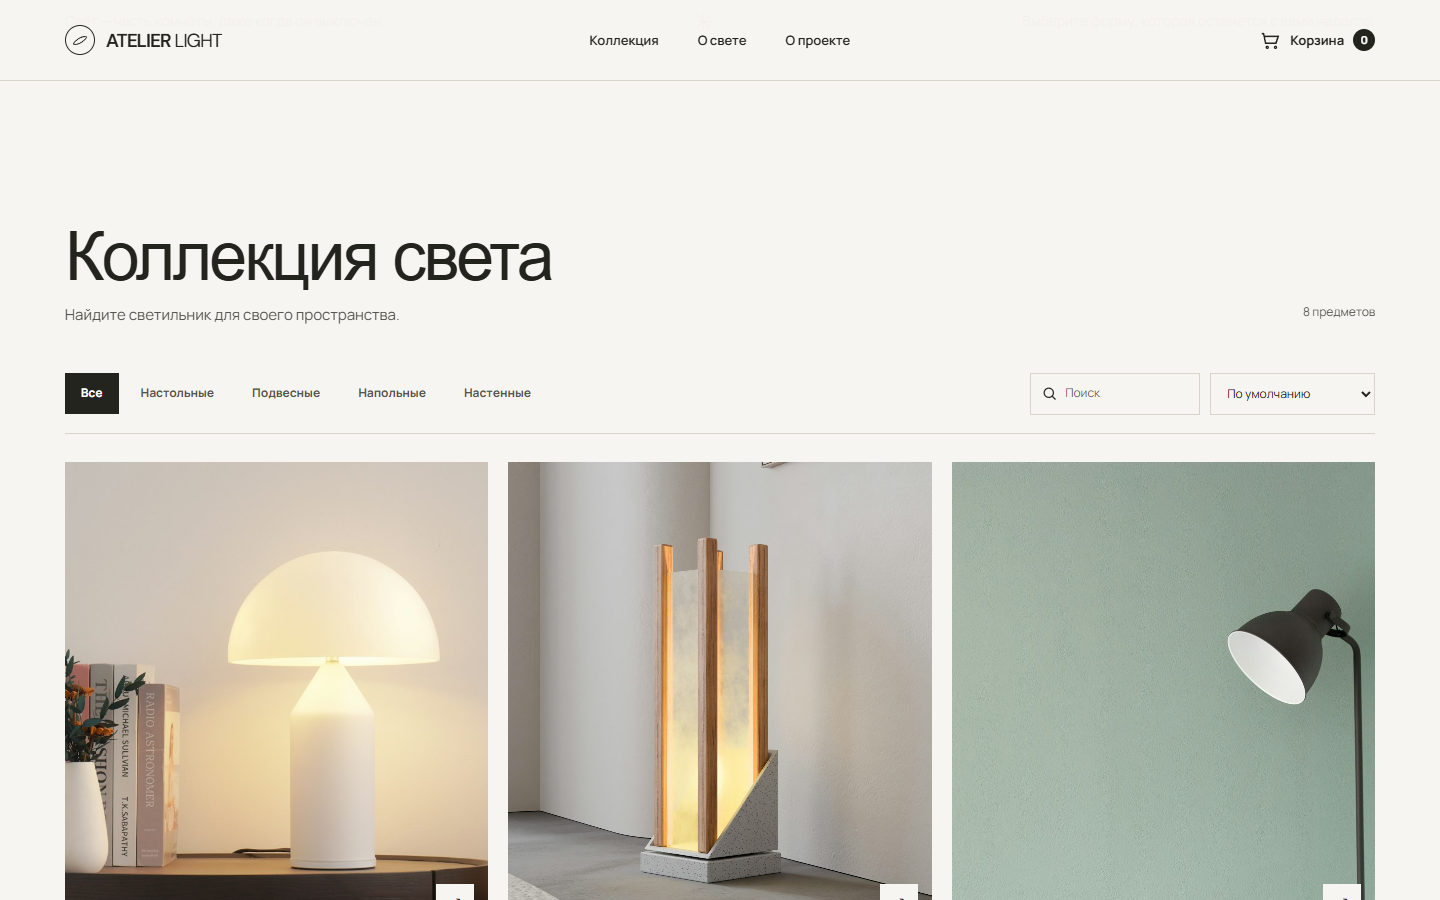 ATELIER LIGHT
Коллекция
О свете
О проекте
Корзина
0
Коллекция света
Найдите светильник для своего пространства.
8 предметов
Все
Настольные
Подвесные
Напольные
Настенные
Поиск
По умолчанию
MICHAEL SULLVIAN
T.K.SABAPATHY
RADIO ASTRONOMER